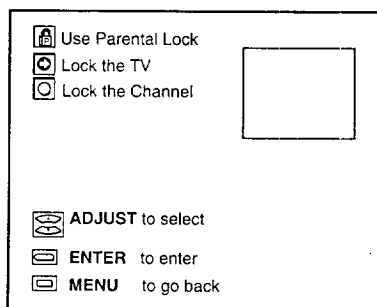 Use Parental Lock
Lock the TV
Lock the Channel
ADJUST to select
ENTER to enter
MENU to go back